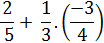 2/5 + 1/3 . (-3/4)